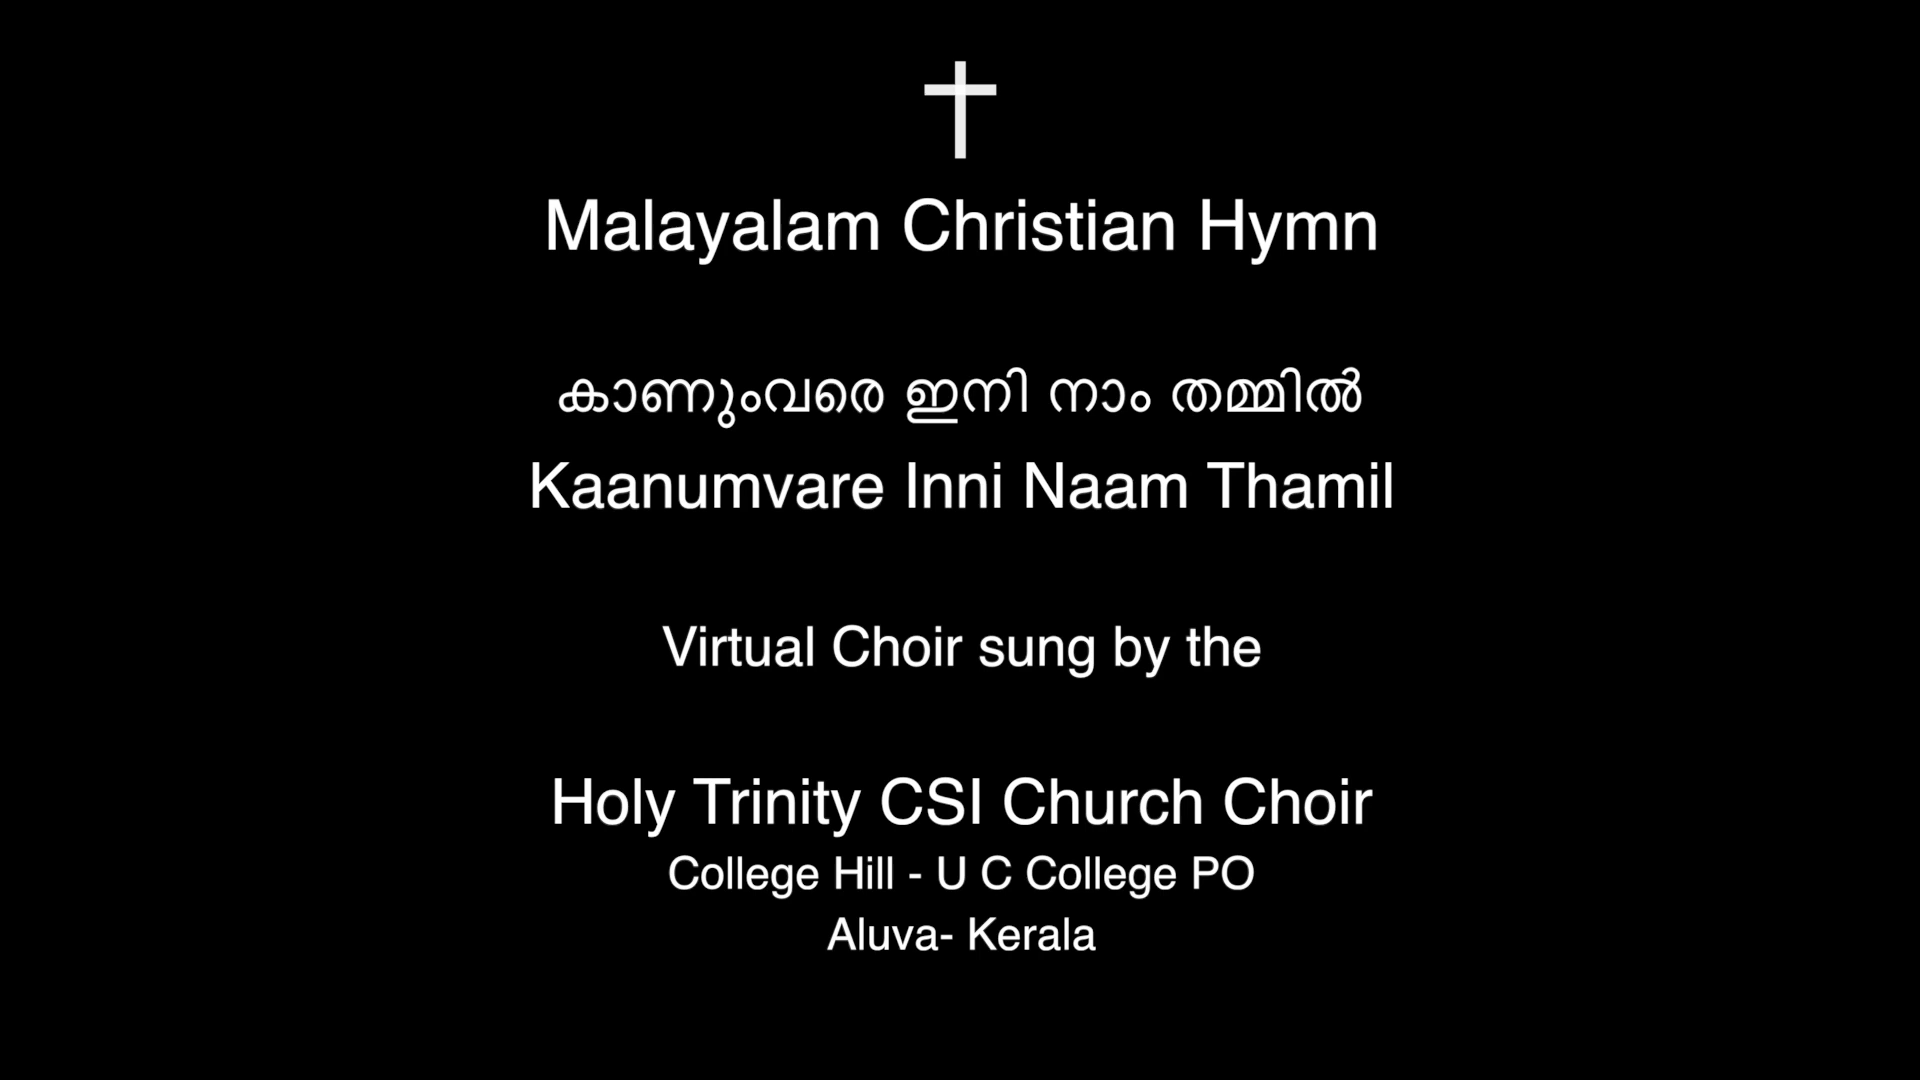 Malayalam Christian Hymn
കാണുംവരെ ഇനി നാം തമ്മിൽ
Kaanumvare Inni Naam Thamil
Virtual Choir sung by the
Holy Trinity CSI Church Choir
College Hill - U C College PO
Aluva- Kerala